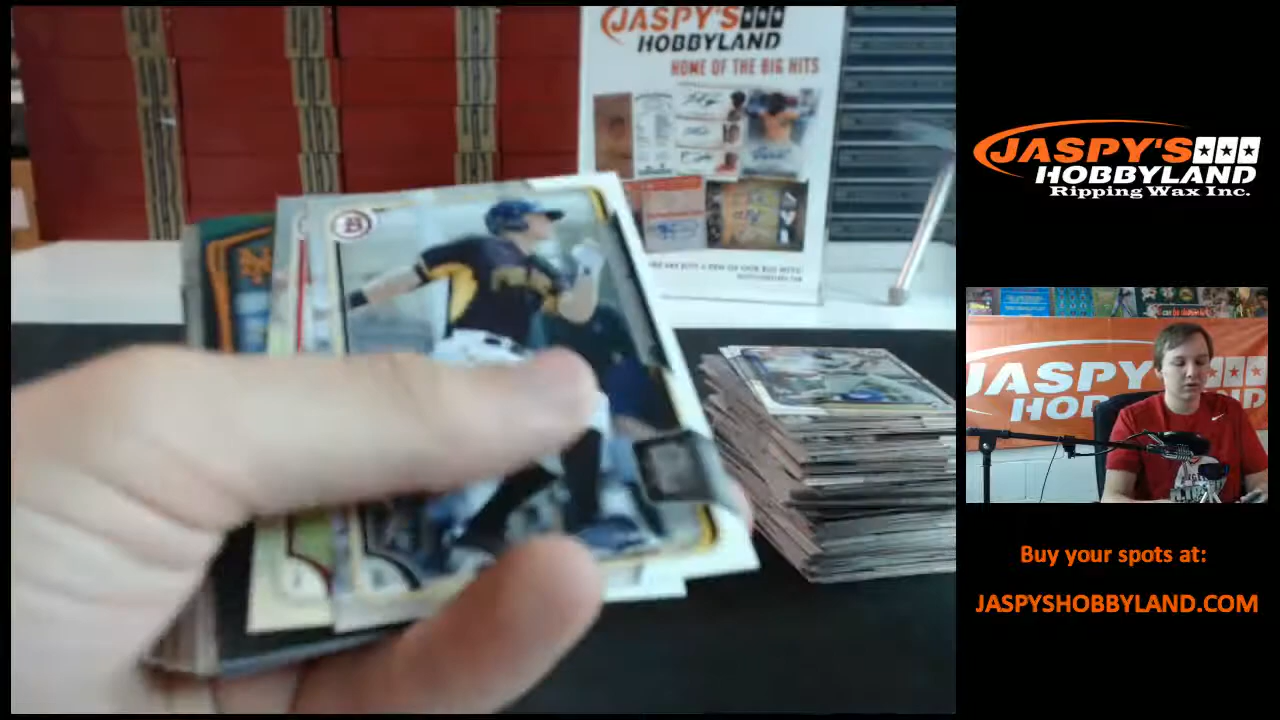 JASPY'S
HOBBYLAND
HOME OF THE BIG HITS
B
JASPY'S
HOBBYLAND
Ripping Wax Inc.
JASPY
HOB
Buy your spots at:
JASPYSHOBBYLAND.COM